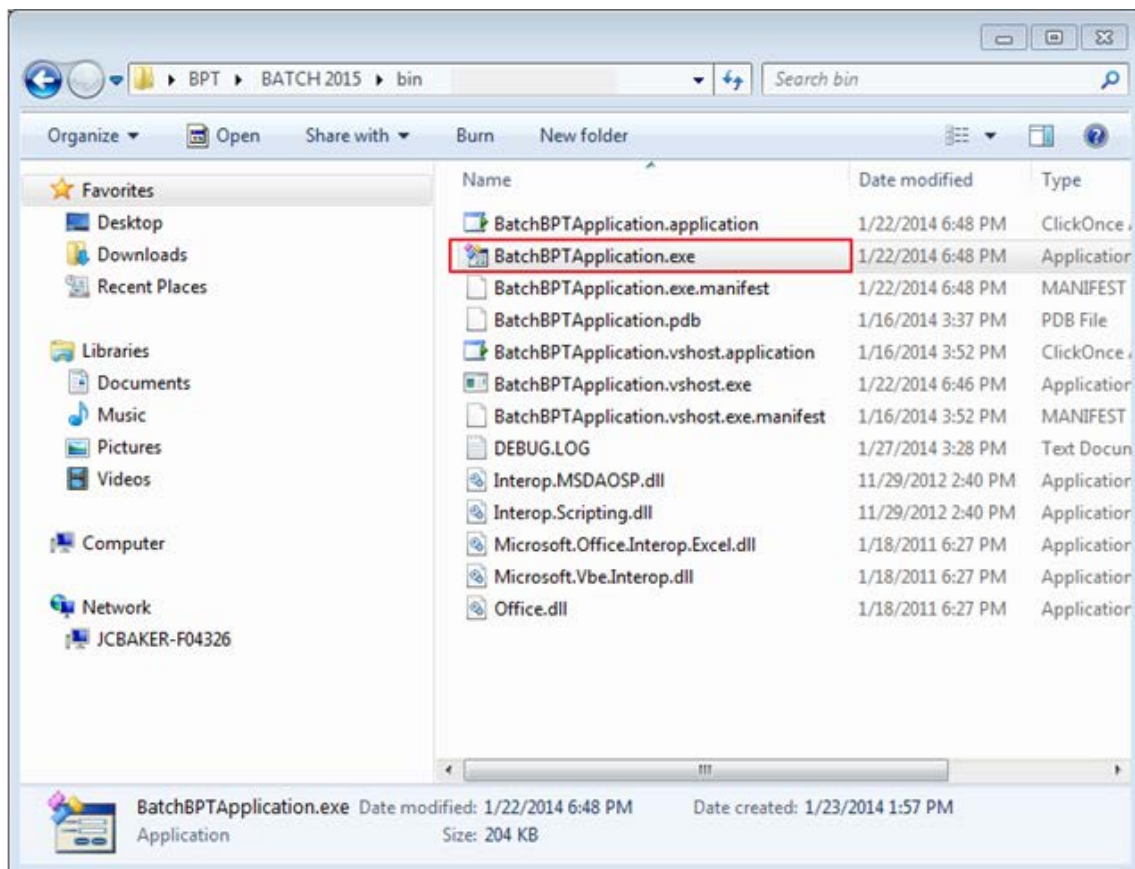 BPT BATCH 2015 bin Search bin
Organize Open Share with Burn New folder
Favorites
Desktop
Downloads
Recent Places
Libraries
Documents
Music
Pictures
Videos
Computer
Network
JCBAKER-F04326
Name Date modified Type
BatchBPTApplication.application 1/22/2014 6:48 PM ClickOnce
BatchBPTApplication.exe 1/22/2014 6:48 PM Application
BatchBPTApplication.exe.manifest 1/22/2014 6:48 PM MANIFEST
BatchBPTApplication.pdb 1/16/2014 3:37 PM PDB File
BatchBPTApplication.vshost.application 1/16/2014 3:52 PM ClickOnce
BatchBPTApplication.vshost.exe 1/22/2014 6:46 PM Application
BatchBPTApplication.vshost.exe.manifest 1/16/2014 3:52 PM MANIFEST
DEBUG.LOG 1/27/2014 3:28 PM Text Docun
Interop.MSDAOSP.dll 11/29/2012 2:40 PM Application
Interop.Scripting.dll 11/29/2012 2:40 PM Application
Microsoft.Office.Interop.Excel.dll 1/18/2011 6:27 PM Application
Microsoft.Vbe.Interop.dll 1/18/2011 6:27 PM Application
Office.dll 1/18/2011 6:27 PM Application
BatchBPTApplication.exe Date modified: 1/22/2014 6:48 PM Date created: 1/23/2014 1:57 PM
Application Size: 204 KB